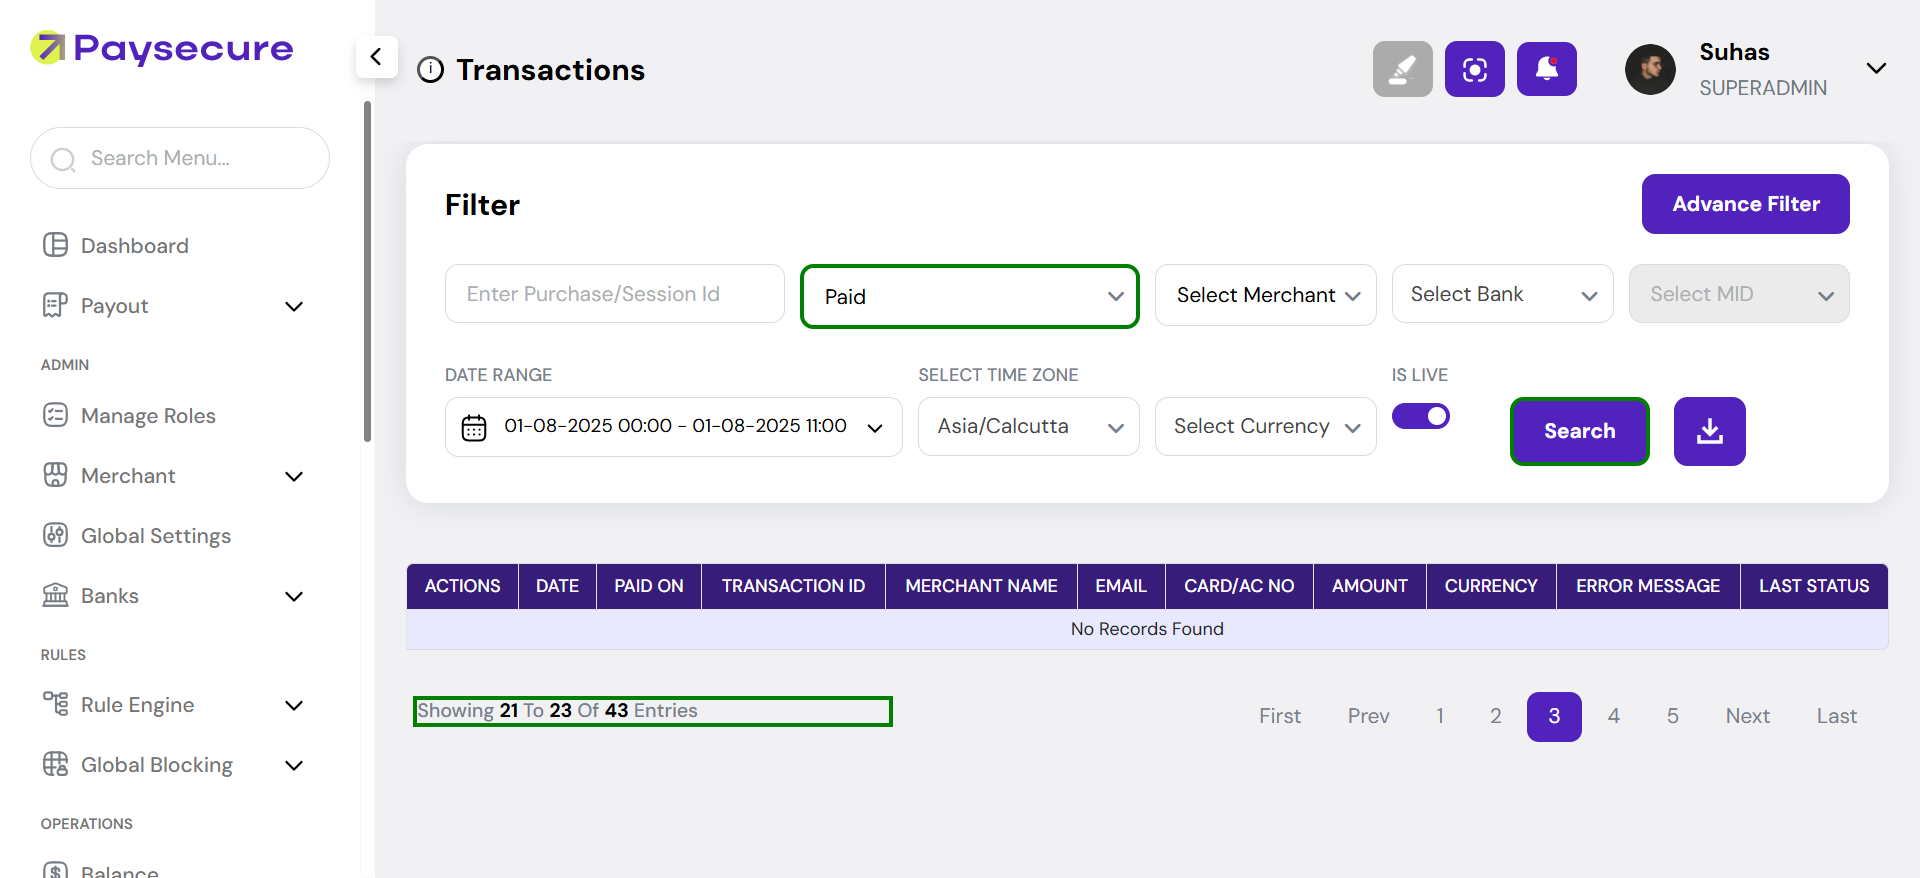 Paysecure
Search Menu...
Dashboard
Payout
ADMIN
Manage Roles
Merchant
Global Settings
Banks
RULES
Rule Engine
Global Blocking
OPERATIONS
Balance
Transactions
Suhas
SUPERADMIN
Filter
Advance Filter
Enter Purchase/Session Id
Paid
Select Merchant
Select Bank
Select MID
DATE RANGE
SELECT TIME ZONE
IS LIVE
01-08-2025 00:00 - 01-08-2025 11:00
Asia/Calcutta
Select Currency
Search
ACTIONS DATE PAID ON TRANSACTION ID MERCHANT NAME EMAIL CARD/AC NO AMOUNT CURRENCY ERROR MESSAGE LAST STATUS
No Records Found
Showing 21 To 23 Of 43 Entries
First Prev 1 2 3 4 5 Next Last